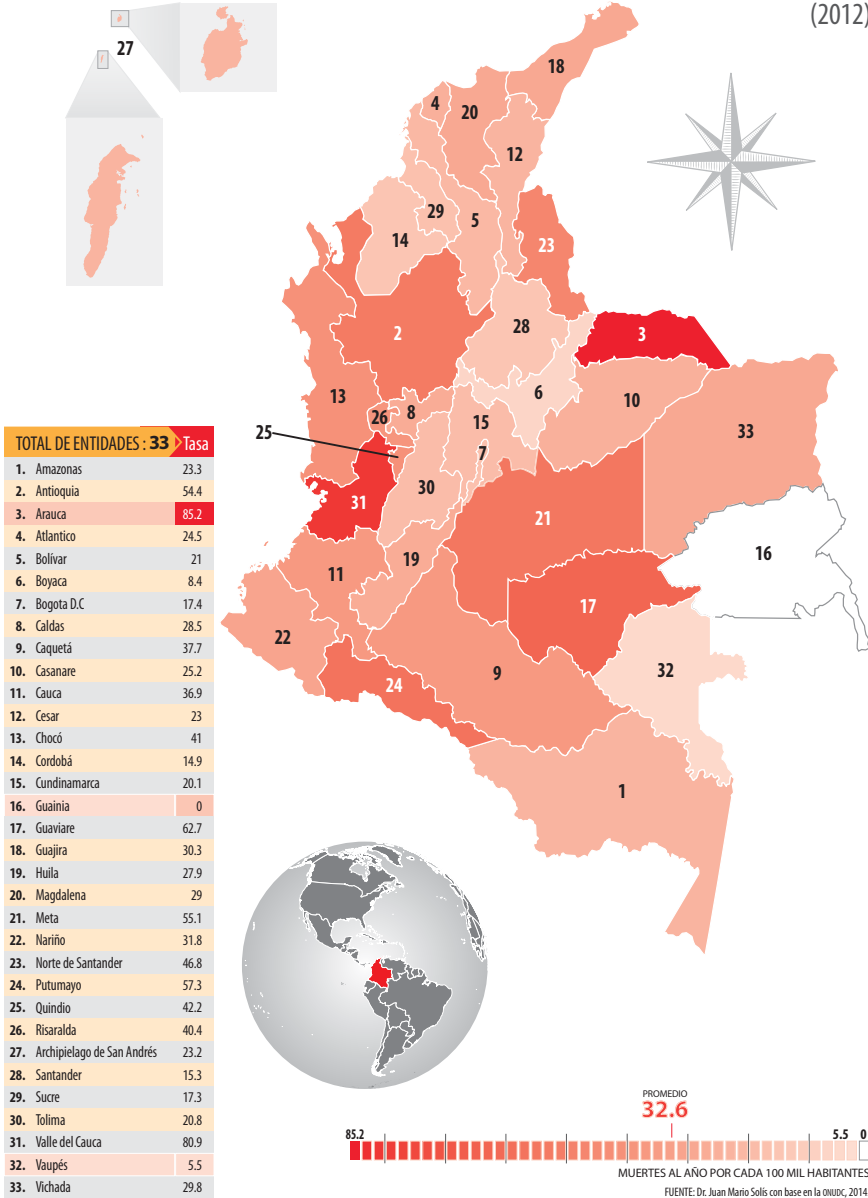 (2012)
27
18
4
20
12
29
5
14
23
28
3
2
6
13
10
8
26
15
33
25
7
31
30
21
16
19
11
17
22
9
32
24
1
TOTAL DE ENTIDADES : 33 Tasa
1. Amazonas 23.3
2. Antioquia 54.4
3. Arauca 85.2
4. Atlantico 24.5
5. Bolívar 21
6. Boyaca 8.4
7. Bogota D.C 17.4
8. Caldas 28.5
9. Caquetá 37.7
10. Casanare 25.2
11. Cauca 36.9
12. Cesar 23
13. Chocó 41
14. Cordobá 14.9
15. Cundinamarca 20.1
16. Guainia 0
17. Guaviare 62.7
18. Guajira 30.3
19. Huila 27.9
20. Magdalena 29
21. Meta 55.1
22. Nariño 31.8
23. Norte de Santander 46.8
24. Putumayo 57.3
25. Quindio 42.2
26. Risaralda 40.4
27. Archipielago de San Andrés 23.2
28. Santander 15.3
29. Sucre 17.3
30. Tolima 20.8
31. Valle del Cauca 80.9
32. Vaupés 5.5
33. Vichada 29.8
PROMEDIO
32.6
85.2 5.5 0
MUERTES AL AÑO POR CADA 100 MIL HABITANTES
FUENTE: Dr. Juan Mario Solís con base en la ONUDC, 2014